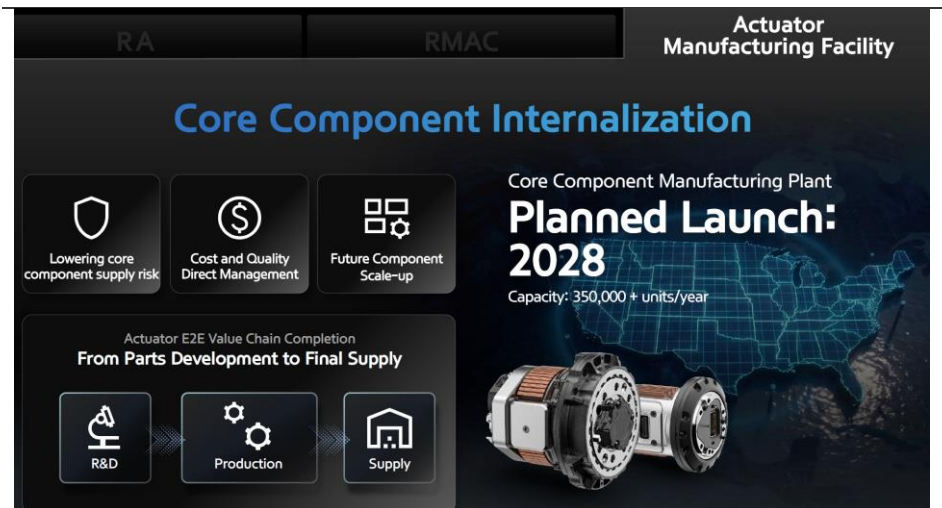 RA
RMAC
Actuator
Manufacturing Facility
Core Component Internalization
Lowering core
component supply risk
Cost and Quality
Direct Management
Future Component
Scale-up
Core Component Manufacturing Plant
Planned Launch:
2028
Capacity: 350,000 + units/year
Actuator E2E Value Chain Completion
From Parts Development to Final Supply
R&D
Production
Supply